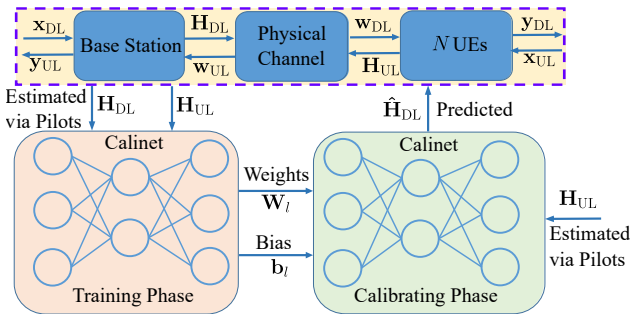 x_DL
y_UL
Base Station
H_DL
w_UL
Physical
Channel
w_DL
H_UL
N UEs
y_DL
x_UL
Estimated
via Pilots
H_DL
H_UL
Ĥ_DL
Predicted
Calinet
Training Phase
Weights
W_l
Bias
b_l
Calinet
Calibrating Phase
H_UL
Estimated
via Pilots